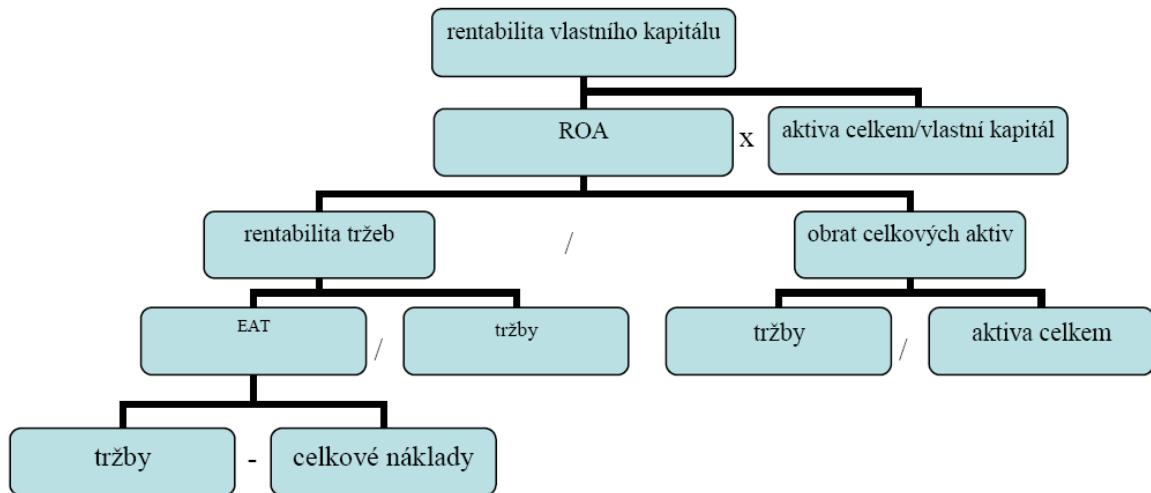 rentabilita vlastního kapitálu
ROA
x
aktiva celkem/vlastní kapitál
rentabilita tržeb
/
obrat celkových aktiv
EAT
/
tržby
tržby
/
aktiva celkem
tržby
-
celkové náklady